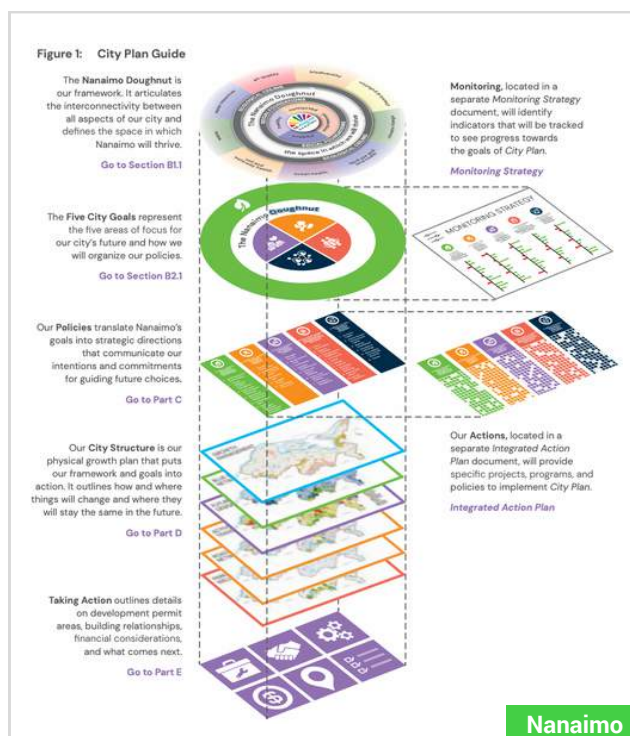 Figure 1: City Plan Guide
The Nanaimo Doughnut is
our framework. It articulates
the interconnectivity between
all aspects of our city and
defines the space in which
Nanaimo will thrive.
Go to Section B1.1
The Nanaimo Doughnut
the space in which we will thrive
Monitoring, located in a
separate Monitoring Strategy
document, will identify
indicators that will be tracked
to see progress towards
the goals of City Plan.
Monitoring Strategy
The Five City Goals represent
the five areas of focus for
our city's future and how we
will organize our policies.
Go to Section B2.1
The Nanaimo Doughnut
MONITORING STRATEGY
Our Policies translate Nanaimo's
goals into strategic directions
that communicate our
intentions and commitments
for guiding future choices.
Go to Part C
Our City Structure is our
physical growth plan that puts
our framework and goals into
action. It outlines how and where
things will change and where they
will stay the same in the future.
Go to Part D
Our Actions, located in a
separate Integrated Action
Plan document, will provide
specific projects, programs, and
policies to implement City Plan.
Integrated Action Plan
Taking Action outlines details
on development permit
areas, building relationships,
financial considerations,
and what comes next.
Go to Part E
Nanaimo